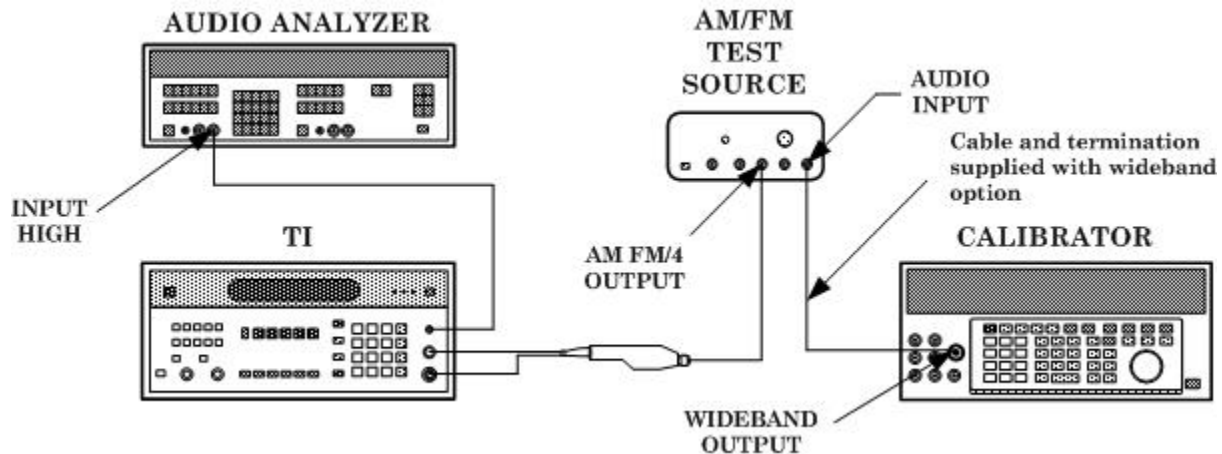 AUDIO ANALYZER
AM/FM
TEST
SOURCE
AUDIO
INPUT
Cable and termination
supplied with wideband
option
INPUT
HIGH
TI
AM FM/4
OUTPUT
CALIBRATOR
WIDEBAND
OUTPUT